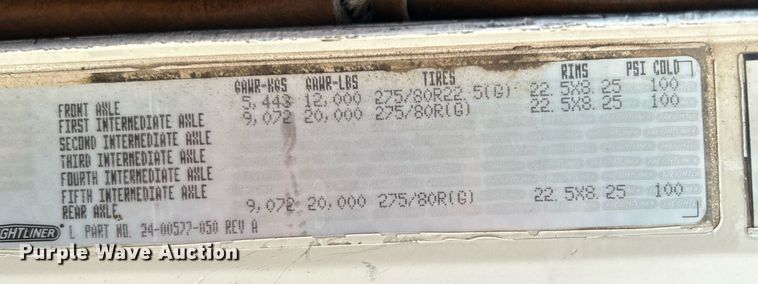 GAWR-KGS GAWR-LBS TIRES RIMS PSI COLD
FRONT AXLE 5,443 12,000 275/80R22.5(G) 22.5X8.25 100
FIRST INTERMEDIATE AXLE 9,072 20,000 275/80R(G) 22.5X8.25 100
SECOND INTERMEDIATE AXLE
THIRD INTERMEDIATE AXLE
FOURTH INTERMEDIATE AXLE
FIFTH INTERMEDIATE AXLE
REAR AXLE 9,072 20,000 275/80R(G) 22.5X8.25 100
GHTLINER L PART NO. 24-00577-050 REV A
Purple Wave Auction